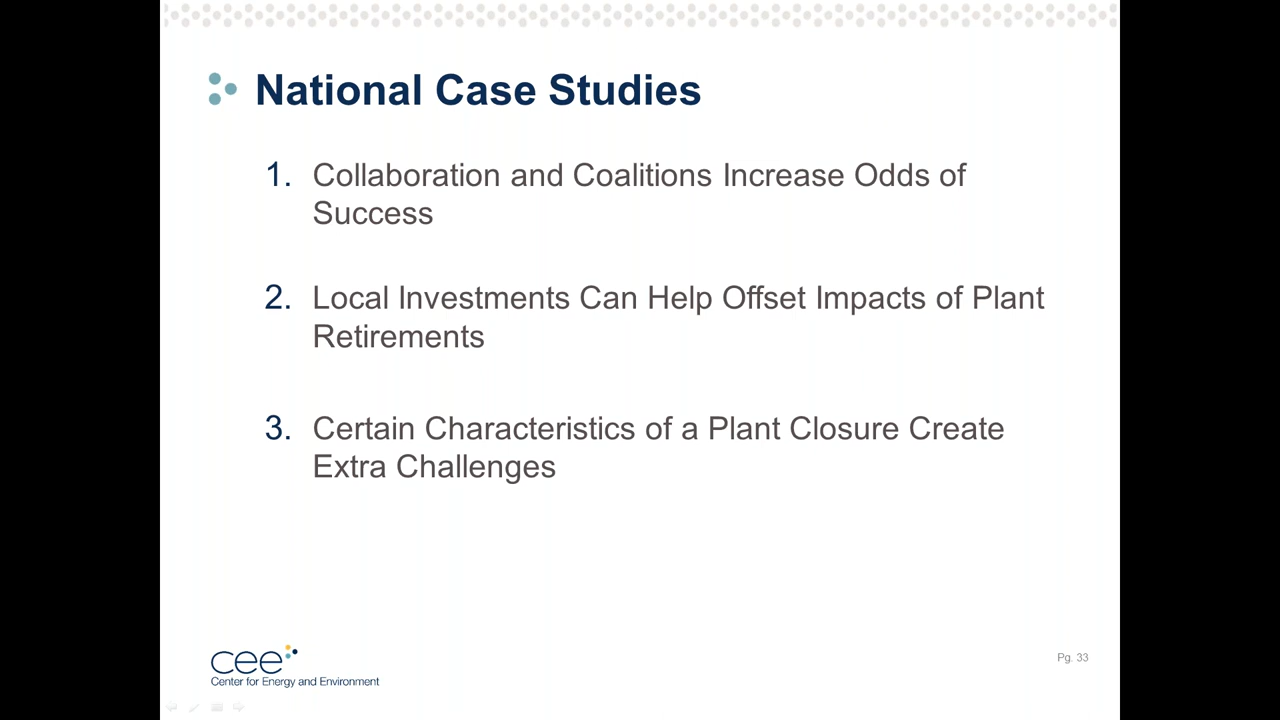 National Case Studies
1. Collaboration and Coalitions Increase Odds of
Success
2. Local Investments Can Help Offset Impacts of Plant
Retirements
3. Certain Characteristics of a Plant Closure Create
Extra Challenges
cee
Center for Energy and Environment
Pg. 33